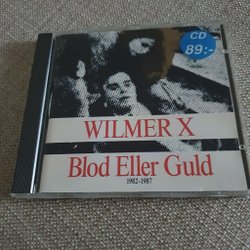 CD
89:-
WILMER X
Blod Eller Guld
1982-1987